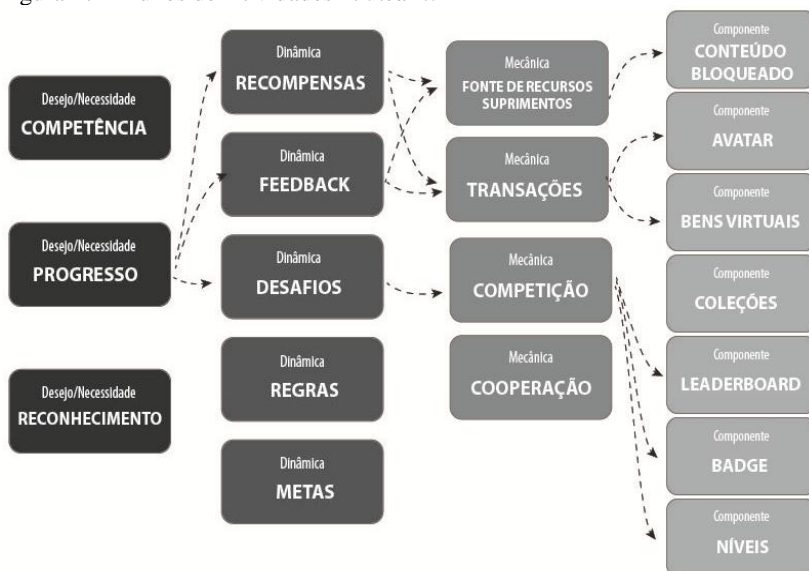 Desejo/Necessidade
COMPETÊNCIA
Desejo/Necessidade
PROGRESSO
Desejo/Necessidade
RECONHECIMENTO
Dinâmica
RECOMPENSAS
Dinâmica
FEEDBACK
Dinâmica
DESAFIOS
Dinâmica
REGRAS
Dinâmica
METAS
Mecânica
FONTE DE RECURSOS
SUPRIMENTOS
Mecânica
TRANSAÇÕES
Mecânica
COMPETIÇÃO
Mecânica
COOPERAÇÃO
Componente
CONTEÚDO
BLOQUEADO
Componente
AVATAR
Componente
BENS VIRTUAIS
Componente
COLEÇÕES
Componente
LEADERBOARD
Componente
BADGE
Componente
NÍVEIS